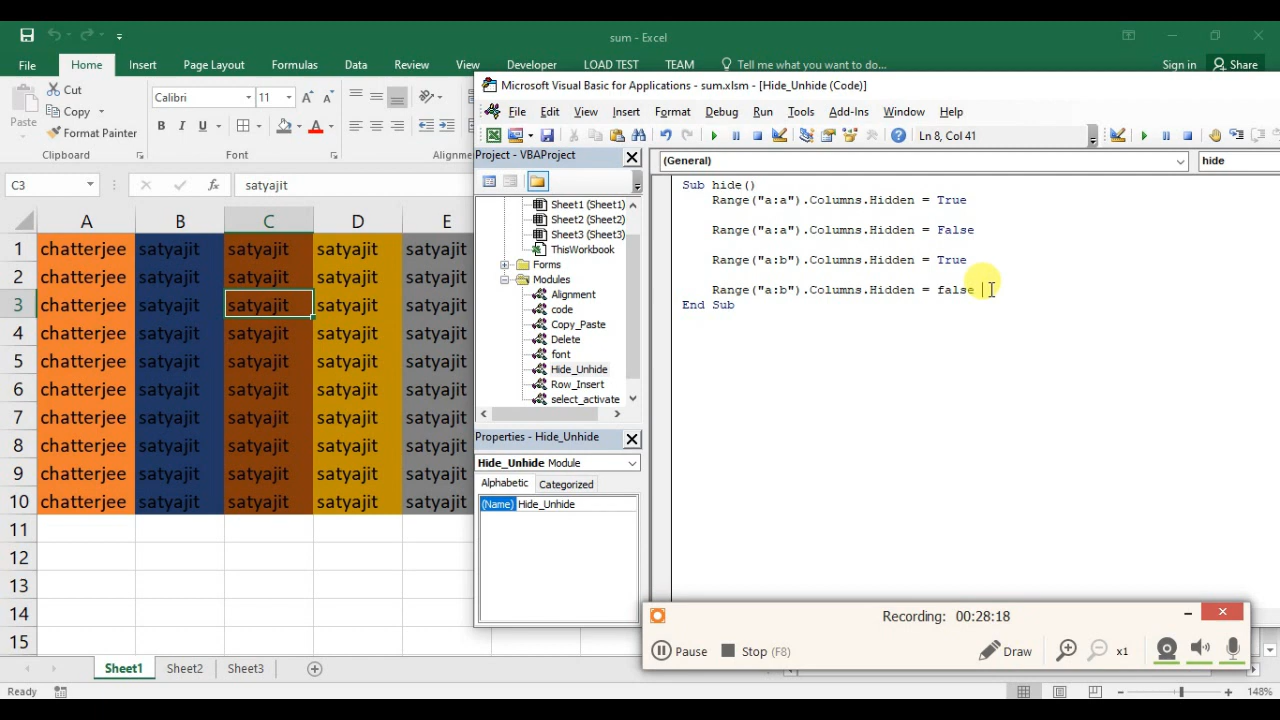 sum - Excel
File Home Insert Page Layout Formulas Data Review View Developer LOAD TEST TEAM Tell me what you want to do... Sign in Share
Paste Cut
Copy
Format Painter
Clipboard
Calibri 11 A A
B I U A
Font
Alignme
C3 fx satyajit
A B C D E
1 chatterjee satyajit satyajit satyajit satyajit
2 chatterjee satyajit satyajit satyajit satyajit
3 chatterjee satyajit satyajit satyajit satyajit
4 chatterjee satyajit satyajit satyajit satyajit
5 chatterjee satyajit satyajit satyajit satyajit
6 chatterjee satyajit satyajit satyajit satyajit
7 chatterjee satyajit satyajit satyajit satyajit
8 chatterjee satyajit satyajit satyajit satyajit
9 chatterjee satyajit satyajit satyajit satyajit
10 chatterjee satyajit satyajit satyajit satyajit
11
12
13
14
15
Sheet1 Sheet2 Sheet3
Ready
148%
Microsoft Visual Basic for Applications - sum.xlsm - [Hide_Unhide (Code)]
File Edit View Insert Format Debug Run Tools Add-Ins Window Help
Ln 8, Col 41
Project - VBAProject
Sheet1 (Sheet1)
Sheet2 (Sheet2)
Sheet3 (Sheet3)
ThisWorkbook
Forms
Modules
Alignment
code
Copy_Paste
Delete
font
Hide_Unhide
Row_Insert
select_activate
Properties - Hide_Unhide
Hide_Unhide Module
Alphabetic Categorized
(Name) Hide_Unhide
(General) hide
Sub hide()
Range("a:a").Columns.Hidden = True
Range("a:a").Columns.Hidden = False
Range("a:b").Columns.Hidden = True
Range("a:b").Columns.Hidden = false
End Sub
Recording: 00:28:18
Pause Stop (F8) Draw x1